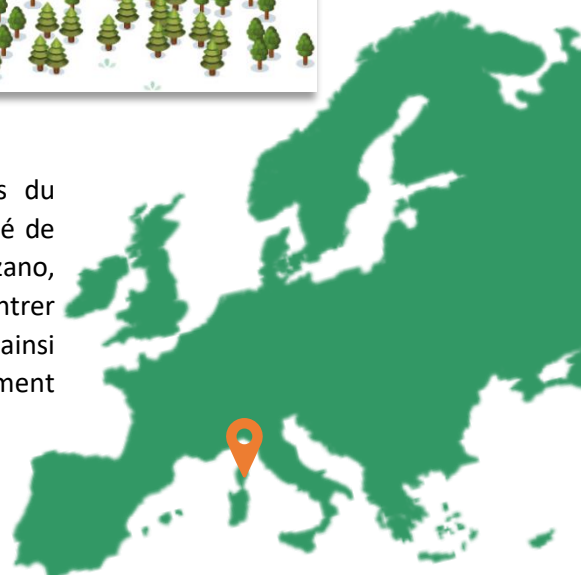 s du
é de
zano,
ntrer
ainsi
ment